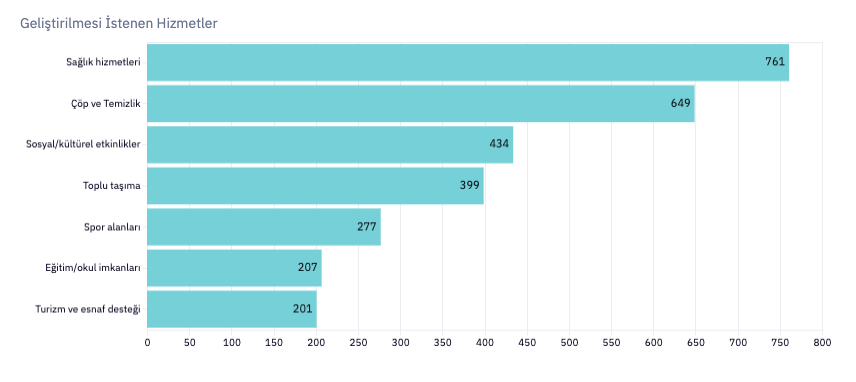 Geliştirilmesi İstenen Hizmetler
Sağlık hizmetleri 761
Çöp ve Temizlik 649
Sosyal/kültürel etkinlikler 434
Toplu taşıma 399
Spor alanları 277
Eğitim/okul imkanları 207
Turizm ve esnaf desteği 201
0 50 100 150 200 250 300 350 400 450 500 550 600 650 700 750 800